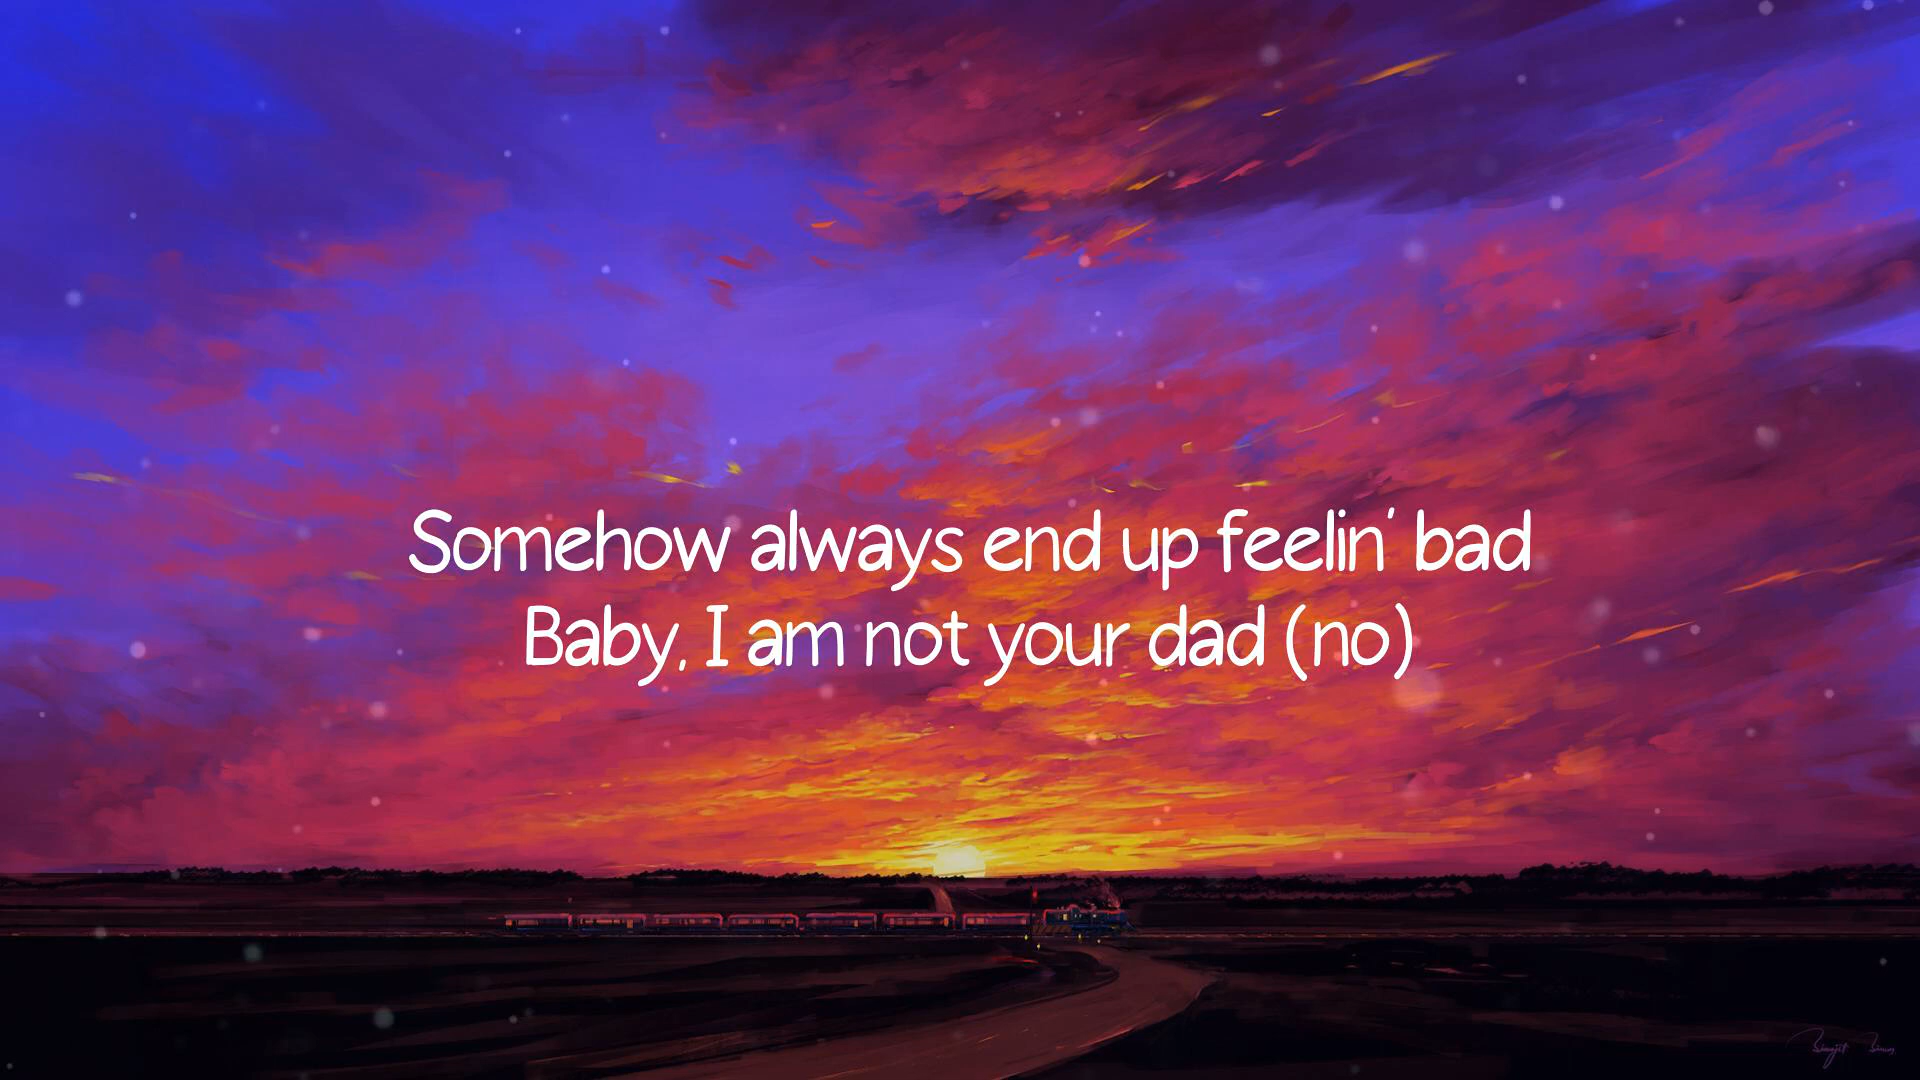 Somehow always end up feelin' bad
Baby, I am not your dad (no)